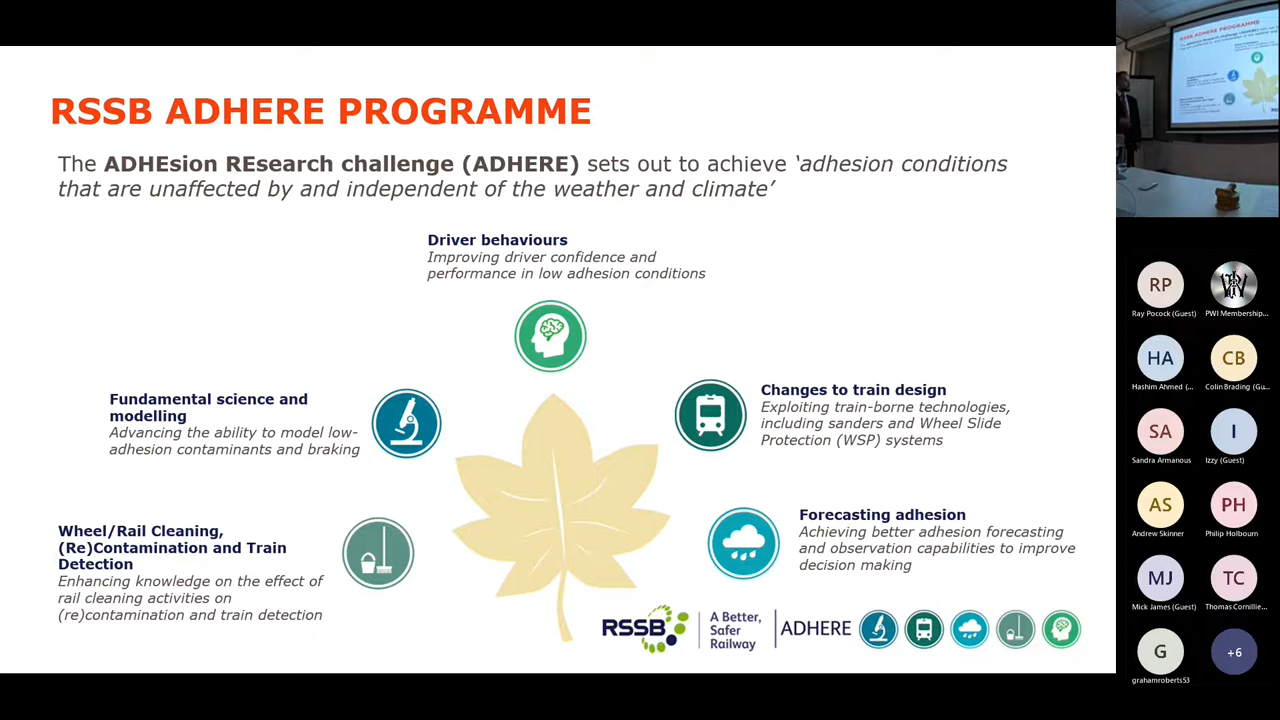 RSSB ADHERE PROGRAMME
The ADHEsion REsearch challenge (ADHERE) sets out to achieve ‘adhesion conditions
that are unaffected by and independent of the weather and climate’
Driver behaviours
Improving driver confidence and
performance in low adhesion conditions
Fundamental science and
modelling
Advancing the ability to model low-
adhesion contaminants and braking
Changes to train design
Exploiting train-borne technologies,
including sanders and Wheel Slide
Protection (WSP) systems
Wheel/Rail Cleaning,
(Re)Contamination and Train
Detection
Enhancing knowledge on the effect of
rail cleaning activities on
(re)contamination and train detection
Forecasting adhesion
Achieving better adhesion forecasting
and observation capabilities to improve
decision making
RSSB
A Better,
Safer
Railway
ADHERE
RSSB ADHERE PROGRAMME
RP
Ray Pocock (Guest)
PWI Membership...
HA
Hashim Ahmed (...
CB
Colin Brading (Gu...
SA
Sandra Armanous
I
Izzy (Guest)
AS
Andrew Skinner
PH
Philip Holbourn
MJ
Mick James (Guest)
TC
Thomas Cornillie...
G
grahamroberts53
+6